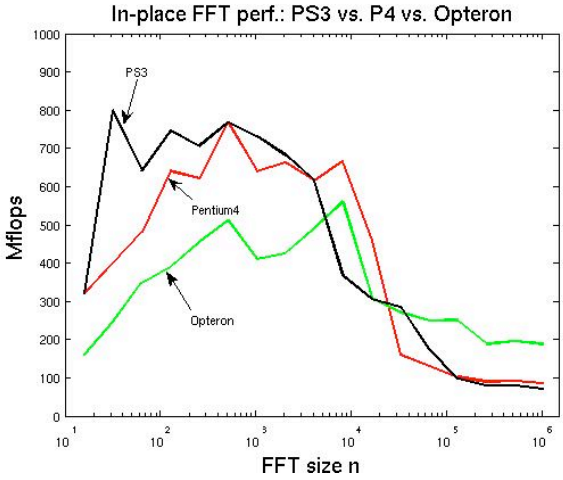 In-place FFT perf.: PS3 vs. P4 vs. Opteron
1000
900
800
700
600
500
400
300
200
100
0
Mflops
PS3
Pentium4
Opteron
10^1 10^2 10^3 10^4 10^5 10^6
FFT size n